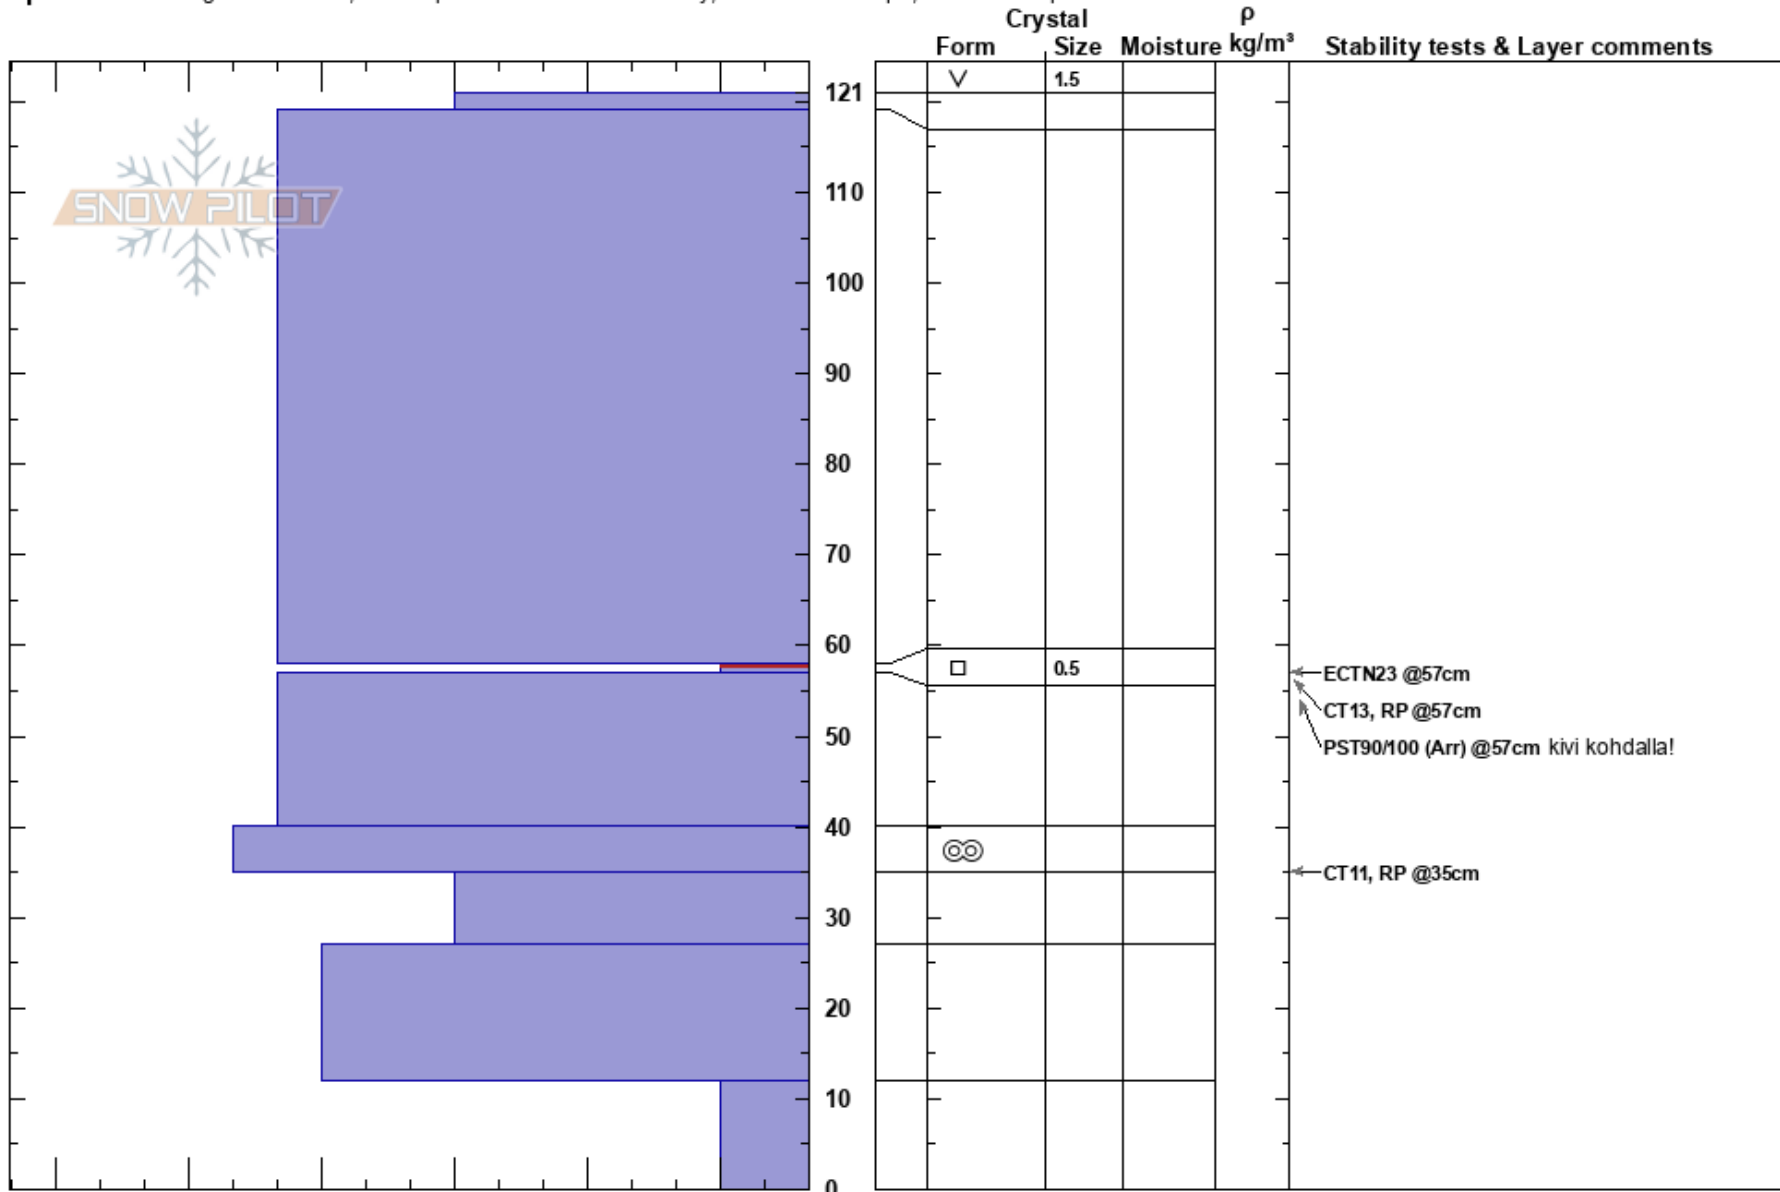 Crystal
ρ
Form Size Moisture kg/m³ Stability tests & Layer comments
1.5
121
SNOW PILOT
110
100
90
80
70
60
0.5
ECTN23 @57cm
CT13, RP @57cm
50
PST90/100 (Arr) @57cm kivi kohdalla!
40
CT11, RP @35cm
30
20
10
0